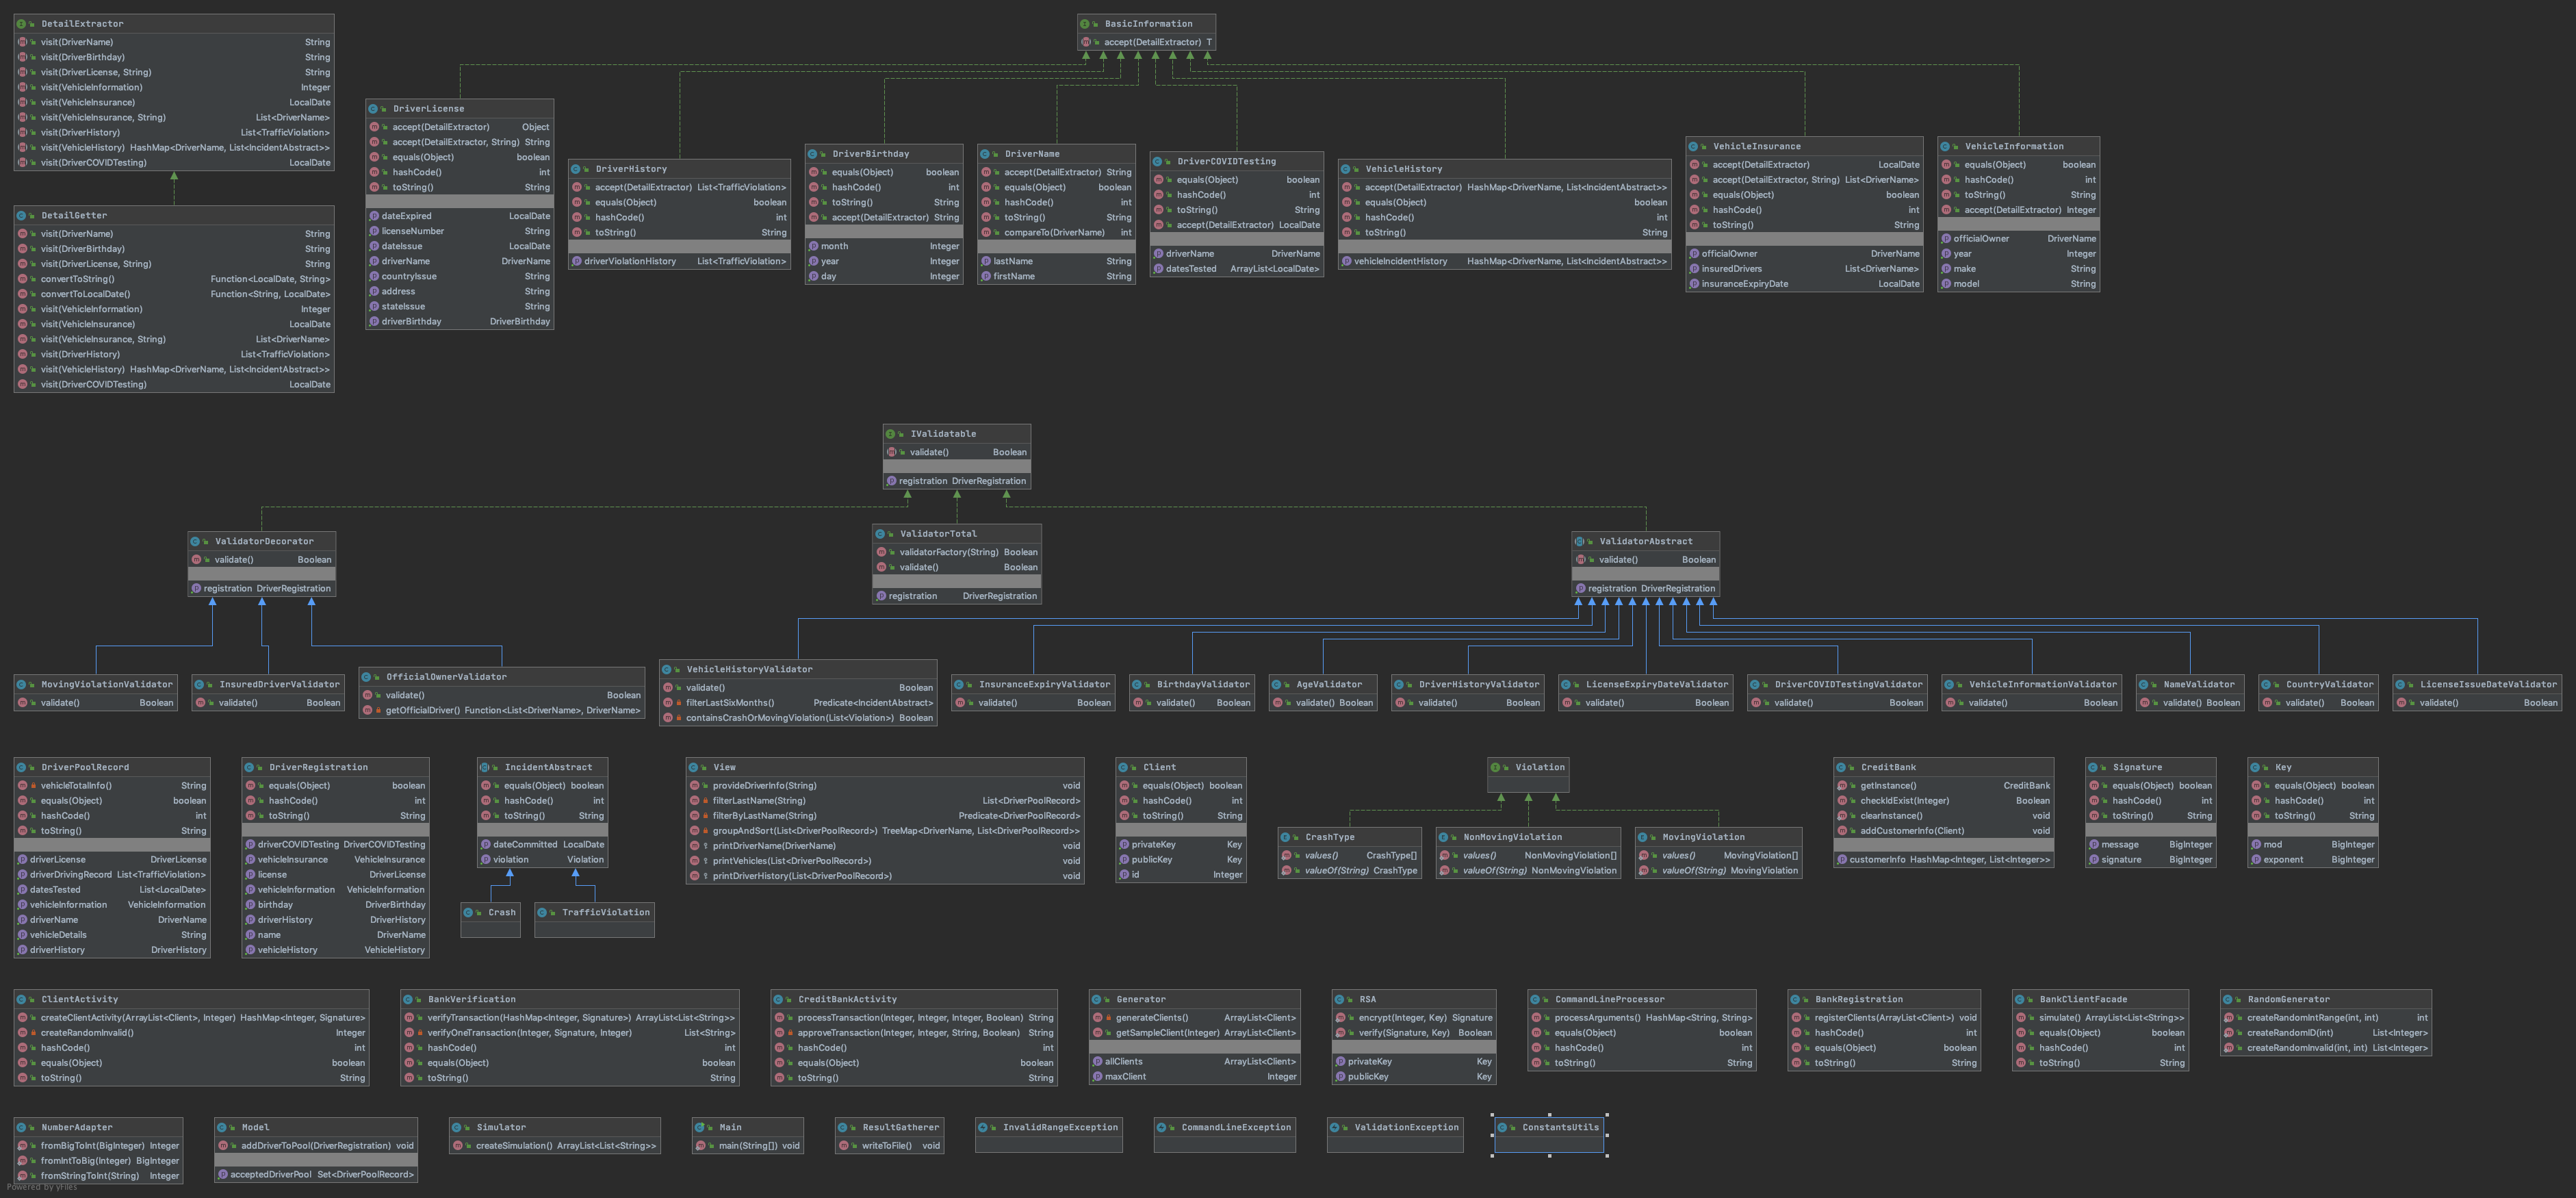 DetailExtractor
visit(DriverName) String
visit(DriverBirthday) String
visit(DriverLicense, String) String
visit(VehicleInformation) Integer
visit(VehicleInsurance) LocalDate
visit(VehicleInsurance, String) List<DriverName>
visit(DriverHistory) List<TrafficViolation>
visit(VehicleHistory) HashMap<DriverName, List<IncidentAbstract>>
visit(DriverCOVIDTesting) LocalDate
DetailGetter
visit(DriverName) String
visit(DriverBirthday) String
visit(DriverLicense, String) String
convertToString() Function<LocalDate, String>
convertToLocalDate() Function<String, LocalDate>
visit(VehicleInformation) Integer
visit(VehicleInsurance) LocalDate
visit(VehicleInsurance, String) List<DriverName>
visit(DriverHistory) List<TrafficViolation>
visit(VehicleHistory) HashMap<DriverName, List<IncidentAbstract>>
visit(DriverCOVIDTesting) LocalDate
BasicInformation
accept(DetailExtractor) T
DriverLicense
accept(DetailExtractor) Object
accept(DetailExtractor, String) String
equals(Object) boolean
hashCode() int
toString() String
dateExpired LocalDate
licenseNumber String
dateIssue LocalDate
driverName DriverName
countryIssue String
address String
stateIssue String
driverBirthday DriverBirthday
DriverHistory
accept(DetailExtractor) List<TrafficViolation>
equals(Object) boolean
hashCode() int
toString() String
driverViolationHistory List<TrafficViolation>
DriverBirthday
equals(Object) boolean
hashCode() int
toString() String
accept(DetailExtractor) String
month Integer
year Integer
day Integer
DriverName
accept(DetailExtractor) String
equals(Object) boolean
hashCode() int
toString() String
compareTo(DriverName) int
lastName String
firstName String
DriverCOVIDTesting
equals(Object) boolean
hashCode() int
toString() String
accept(DetailExtractor) LocalDate
driverName DriverName
datesTested ArrayList<LocalDate>
VehicleHistory
accept(DetailExtractor) HashMap<DriverName, List<IncidentAbstract>>
equals(Object) boolean
hashCode() int
toString() String
vehicleIncidentHistory HashMap<DriverName, List<IncidentAbstract>>
VehicleInsurance
accept(DetailExtractor) LocalDate
accept(DetailExtractor, String) List<DriverName>
equals(Object) boolean
hashCode() int
toString() String
officialOwner DriverName
insuredDrivers List<DriverName>
insuranceExpiryDate LocalDate
VehicleInformation
equals(Object) boolean
hashCode() int
toString() String
accept(DetailExtractor) Integer
officialOwner DriverName
year Integer
make String
model String
IValidatable
validate() Boolean
registration DriverRegistration
ValidatorDecorator
validate() Boolean
registration DriverRegistration
ValidatorTotal
validatorFactory(String) Boolean
validate() Boolean
registration DriverRegistration
ValidatorAbstract
validate() Boolean
registration DriverRegistration
MovingViolationValidator
validate() Boolean
InsuredDriverValidator
validate() Boolean
OfficialOwnerValidator
validate() Boolean
getOfficialDriver() Function<List<DriverName>, DriverName>
VehicleHistoryValidator
validate() Boolean
filterLastSixMonths() Predicate<IncidentAbstract>
containsCrashOrMovingViolation(List<Violation>) Boolean
InsuranceExpiryValidator
validate() Boolean
BirthdayValidator
validate() Boolean
AgeValidator
validate() Boolean
DriverHistoryValidator
validate() Boolean
LicenseExpiryDateValidator
validate() Boolean
DriverCOVIDTestingValidator
validate() Boolean
VehicleInformationValidator
validate() Boolean
NameValidator
validate() Boolean
CountryValidator
validate() Boolean
LicenseIssueDateValidator
validate() Boolean
DriverPoolRecord
vehicleTotalInfo() String
equals(Object) boolean
hashCode() int
toString() String
driverLicense DriverLicense
driverDrivingRecord List<TrafficViolation>
datesTested List<LocalDate>
vehicleInformation VehicleInformation
driverName DriverName
vehicleDetails String
driverHistory DriverHistory
DriverRegistration
equals(Object) boolean
hashCode() int
toString() String
driverCOVIDTesting DriverCOVIDTesting
vehicleInsurance VehicleInsurance
license DriverLicense
vehicleInformation VehicleInformation
birthday DriverBirthday
driverHistory DriverHistory
name DriverName
vehicleHistory VehicleHistory
IncidentAbstract
equals(Object) boolean
hashCode() int
toString() String
dateCommitted LocalDate
violation Violation
Crash
TrafficViolation
View
provideDriverInfo(String) void
filterLastName(String) List<DriverPoolRecord>
filterByLastName(String) Predicate<DriverPoolRecord>
groupAndSort(List<DriverPoolRecord>) TreeMap<DriverName, List<DriverPoolRecord>>
printDriverName(DriverName) void
printVehicles(List<DriverPoolRecord>) void
printDriverHistory(List<DriverPoolRecord>) void
Client
equals(Object) boolean
hashCode() int
toString() String
privateKey Key
publicKey Key
id Integer
Violation
CrashType
values() CrashType[]
valueOf(String) CrashType
NonMovingViolation
values() NonMovingViolation[]
valueOf(String) NonMovingViolation
MovingViolation
values() MovingViolation[]
valueOf(String) MovingViolation
CreditBank
getInstance() CreditBank
checkIdExist(Integer) Boolean
clearInstance() void
addCustomerInfo(Client) void
customerInfo HashMap<Integer, List<Integer>>
Signature
equals(Object) boolean
hashCode() int
toString() String
message BigInteger
signature BigInteger
Key
equals(Object) boolean
hashCode() int
toString() String
mod BigInteger
exponent BigInteger
ClientActivity
createClientActivity(ArrayList<Client>, Integer) HashMap<Integer, Signature>
createRandomInvalid() Integer
hashCode() int
equals(Object) boolean
toString() String
BankVerification
verifyTransaction(HashMap<Integer, Signature>) ArrayList<List<String>>
verifyOneTransaction(Integer, Signature, Integer) List<String>
hashCode() int
equals(Object) boolean
toString() String
CreditBankActivity
processTransaction(Integer, Integer, Integer, Boolean) String
approveTransaction(Integer, Integer, String, Boolean) String
hashCode() int
equals(Object) boolean
toString() String
Generator
generateClients() ArrayList<Client>
getSampleClient(Integer) ArrayList<Client>
allClients ArrayList<Client>
maxClient Integer
RSA
encrypt(Integer, Key) Signature
verify(Signature, Key) Boolean
privateKey Key
publicKey Key
CommandLineProcessor
processArguments() HashMap<String, String>
equals(Object) boolean
hashCode() int
toString() String
BankRegistration
registerClients(ArrayList<Client>) void
hashCode() int
equals(Object) boolean
toString() String
BankClientFacade
simulate() ArrayList<List<String>>
equals(Object) boolean
hashCode() int
toString() String
RandomGenerator
createRandomIntRange(int, int) int
createRandomID(int) List<Integer>
createRandomInvalid(int, int) List<Integer>
NumberAdapter
fromBigToInt(BigInteger) Integer
fromIntToBig(Integer) BigInteger
fromStringToInt(String) Integer
Model
addDriverToPool(DriverRegistration) void
acceptedDriverPool Set<DriverPoolRecord>
Simulator
createSimulation() ArrayList<List<String>>
Main
main(String[]) void
ResultGatherer
writeToFile() void
InvalidRangeException
CommandLineException
ValidationException
ConstantsUtils
Powered by yFiles